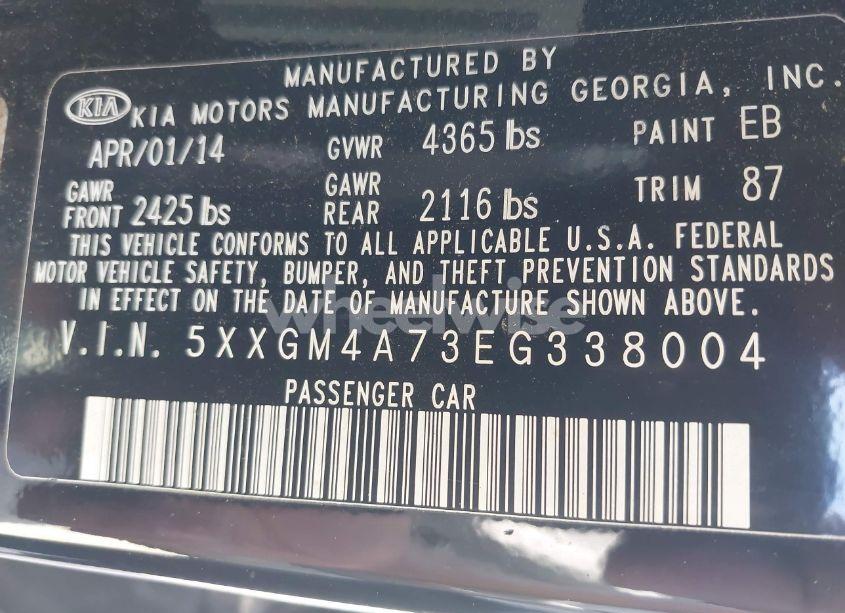 MANUFACTURED BY
KIA KIA MOTORS MANUFACTURING GEORGIA, INC.
APR/01/14 GVWR 4365 lbs PAINT EB
GAWR FRONT 2425 lbs GAWR REAR 2116 lbs TRIM 87
THIS VEHICLE CONFORMS TO ALL APPLICABLE U.S.A. FEDERAL
MOTOR VEHICLE SAFETY, BUMPER, AND THEFT PREVENTION STANDARDS
IN EFFECT ON THE DATE OF MANUFACTURE SHOWN ABOVE.
wheelwise
V.I.N. 5XXGM4A73EG338004
PASSENGER CAR